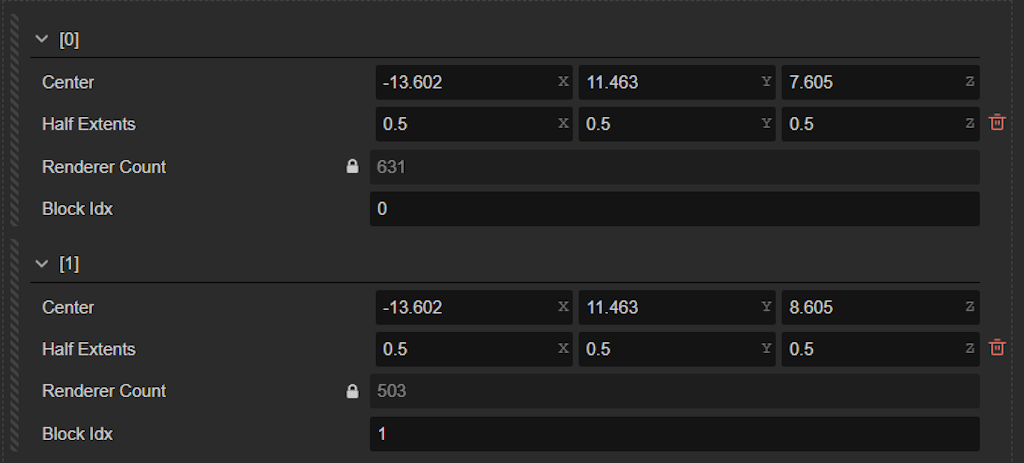 [0]
Center -13.602 X 11.463 Y 7.605 Z
Half Extents 0.5 X 0.5 Y 0.5 Z
Renderer Count 631
Block Idx 0
[1]
Center -13.602 X 11.463 Y 8.605 Z
Half Extents 0.5 X 0.5 Y 0.5 Z
Renderer Count 503
Block Idx 1